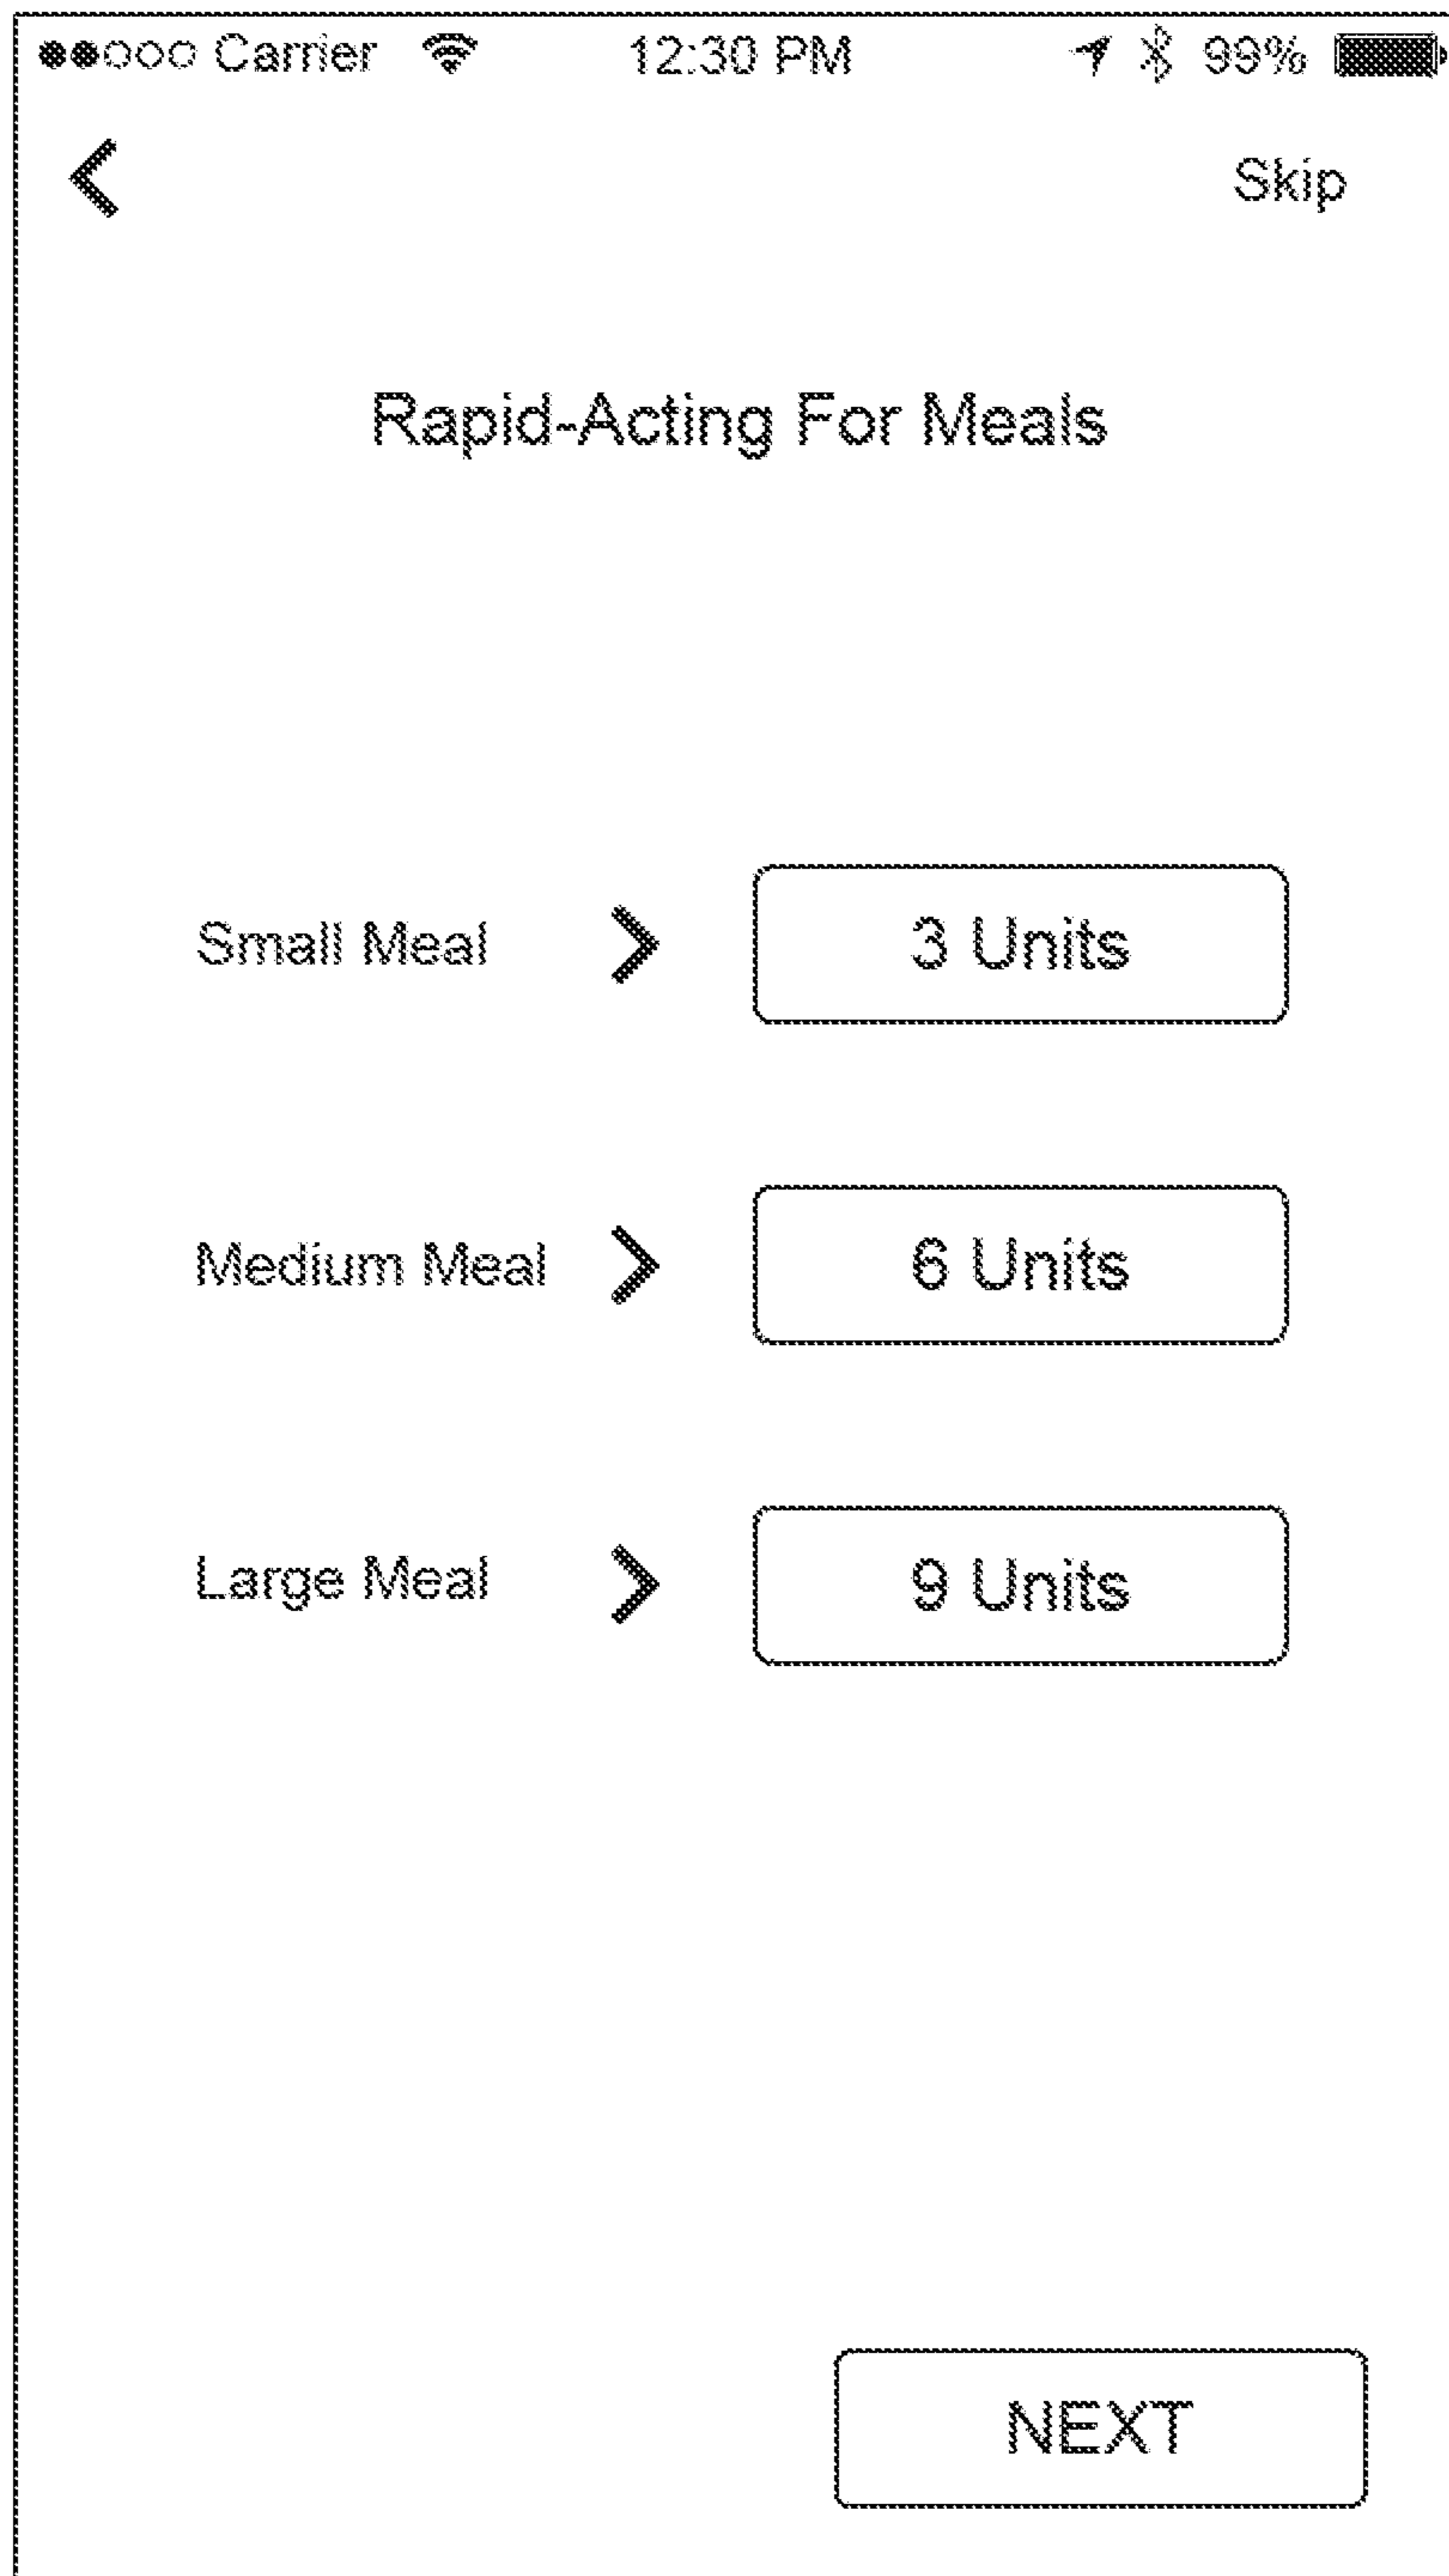 Carrier 12:30 PM 99%
Skip
Rapid-Acting For Meals
Small Meal 3 Units
Medium Meal 6 Units
Large Meal 9 Units
NEXT